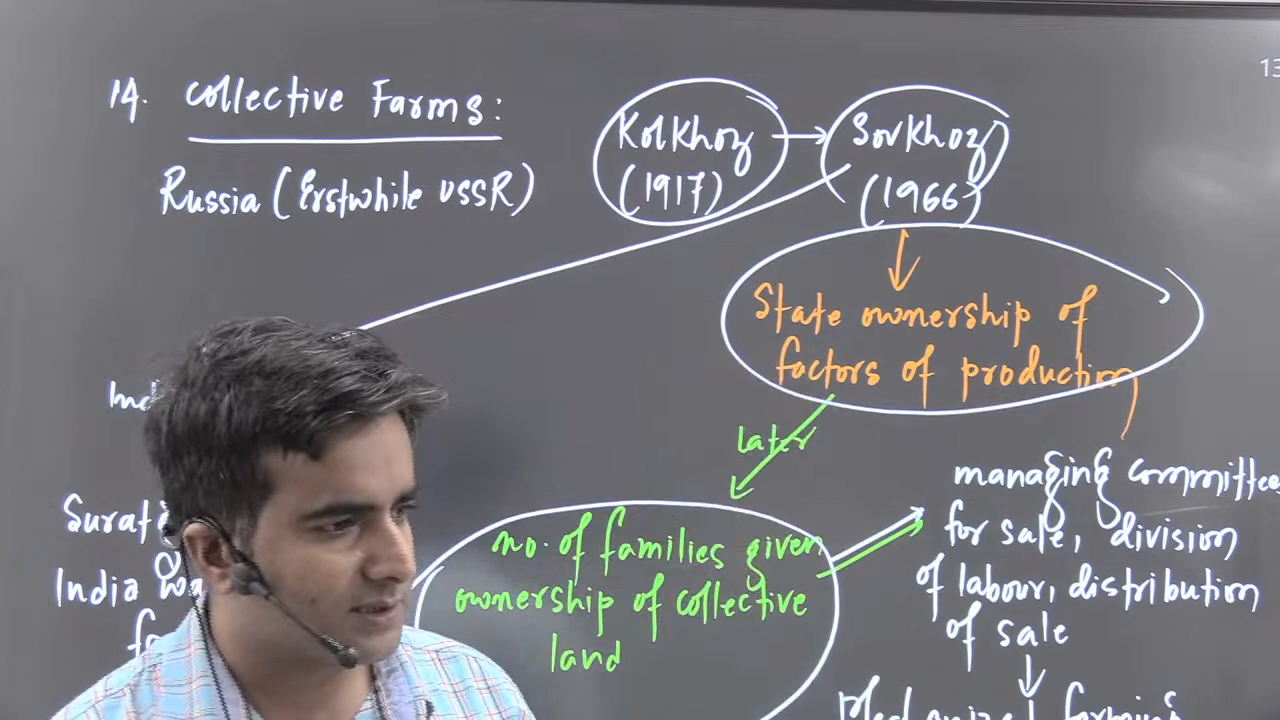 13
14. Collective Farms:
Russia (Erstwhile USSR)
Kolkhoz
(1917)
Sovkhoz
(1966)
State ownership of
factors of production
later
no. of families given
ownership of collective
land
managing committee
for sale, division
of labour, distribution
of sale
Mechanized farming
Surat
India